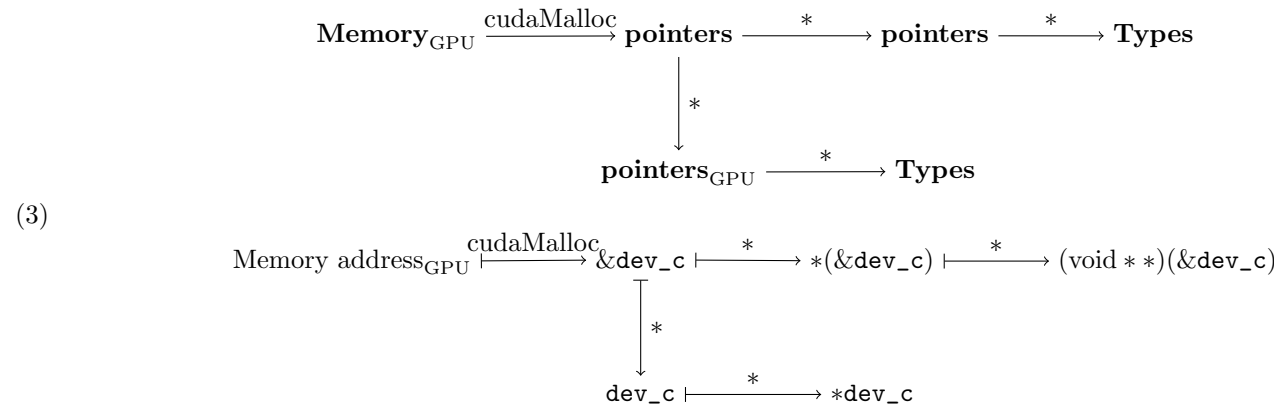 cudaMalloc * *
Memory_GPU pointers pointers Types
*
*
pointers_GPU Types
(3)
cudaMalloc * *
Memory address_GPU &dev_c *(&dev_c) (void * *)(&dev_c)
*
*
dev_c *dev_c